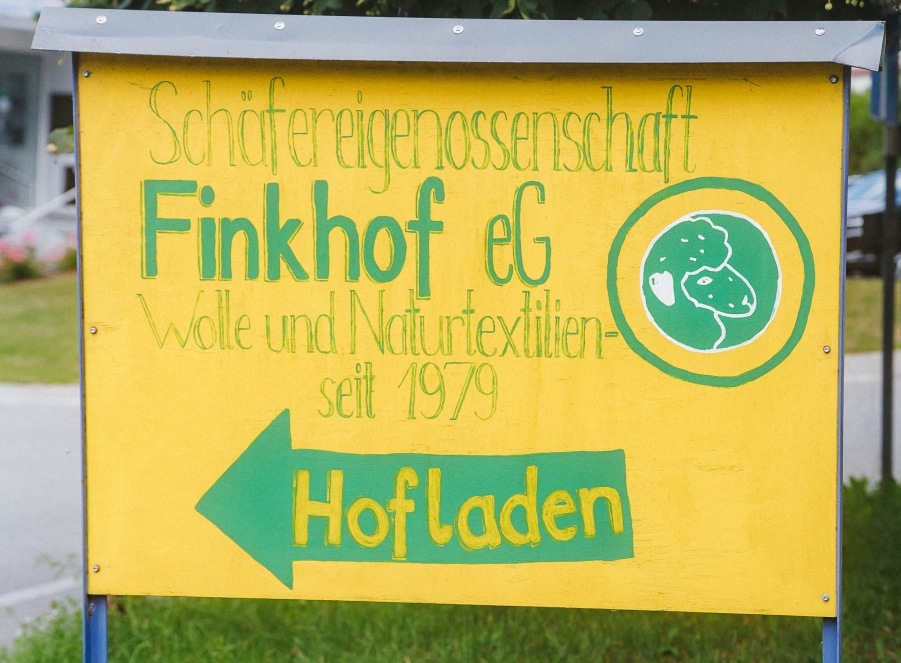 Schäfereigenossenschaft
Finkhof eG
Wolle und Naturtextilien-
seit 1979
Hofladen